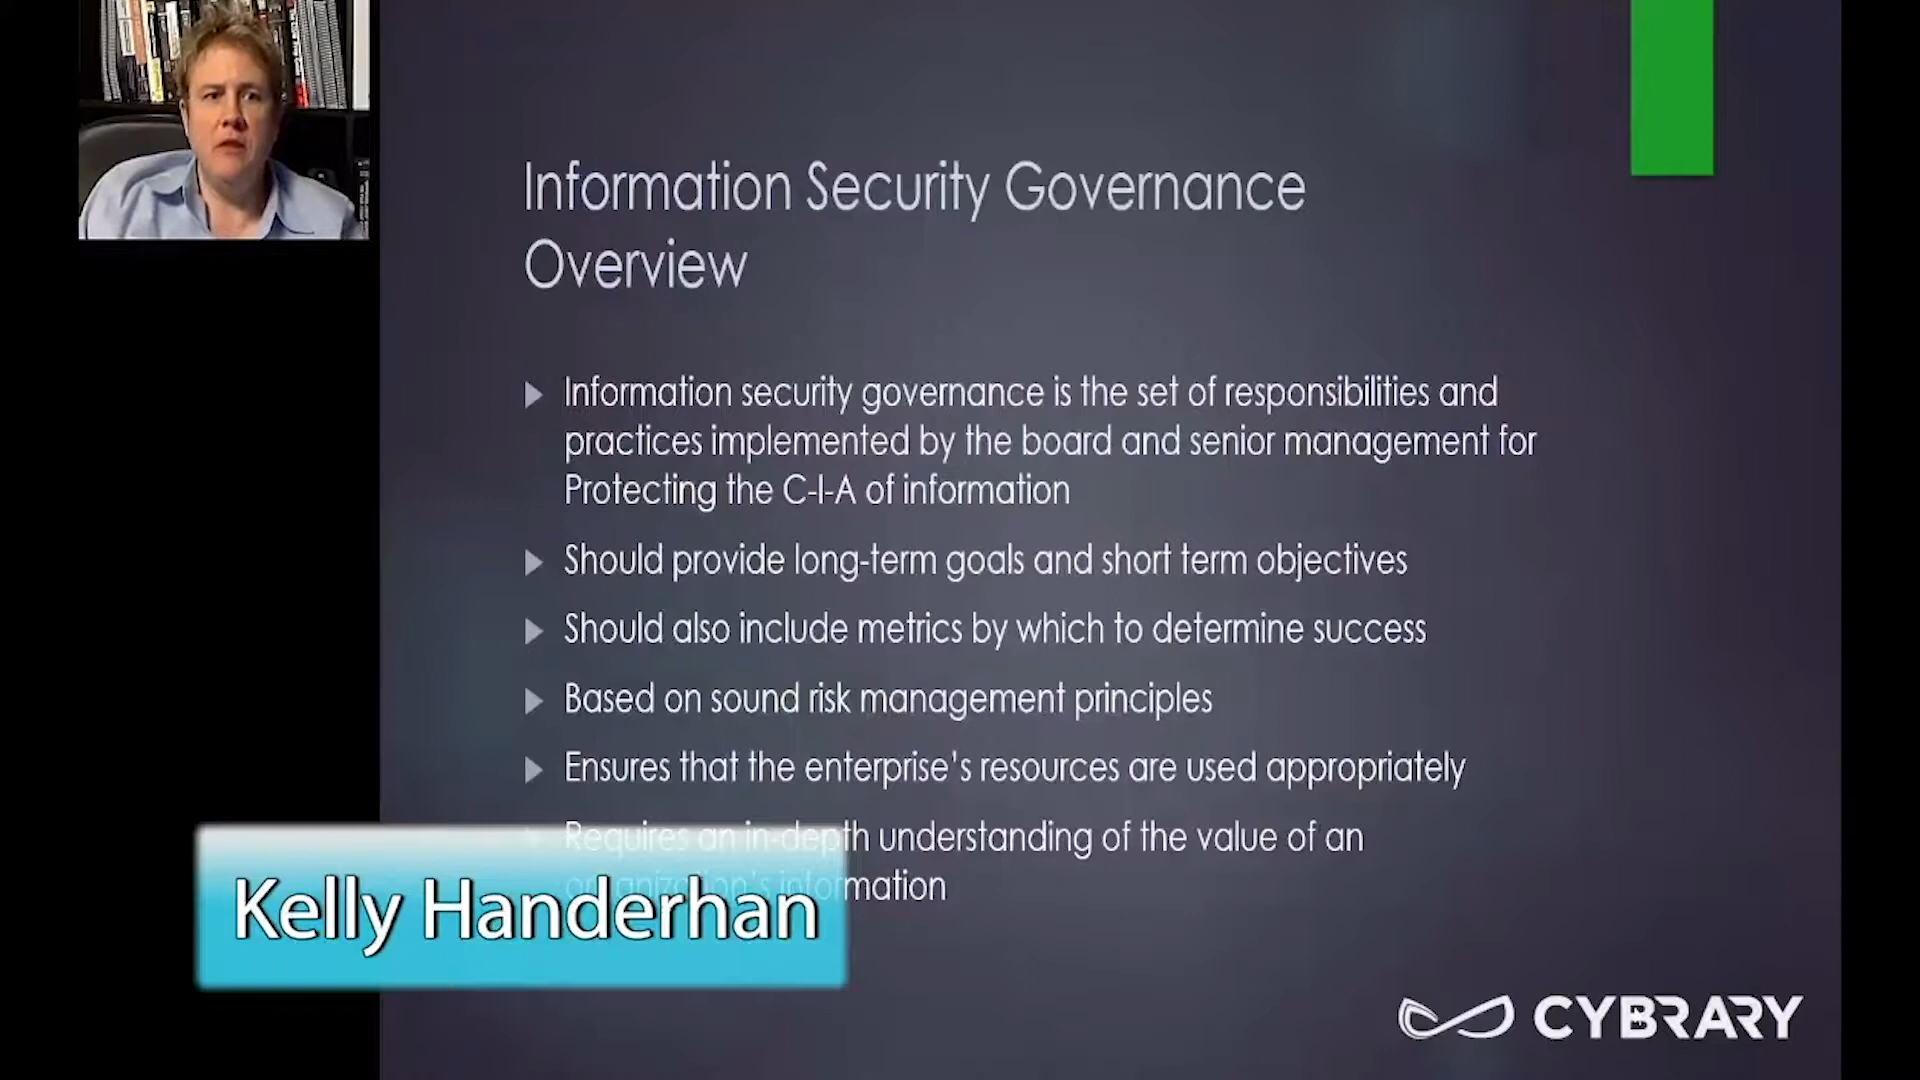 Information Security Governance
Overview
Information security governance is the set of responsibilities and
practices implemented by the board and senior management for
Protecting the C-I-A of information
Should provide long-term goals and short term objectives
Should also include metrics by which to determine success
Based on sound risk management principles
Ensures that the enterprise's resources are used appropriately
Requires an in-depth understanding of the value of an
organization's information
Kelly Handerhan
CYBRARY